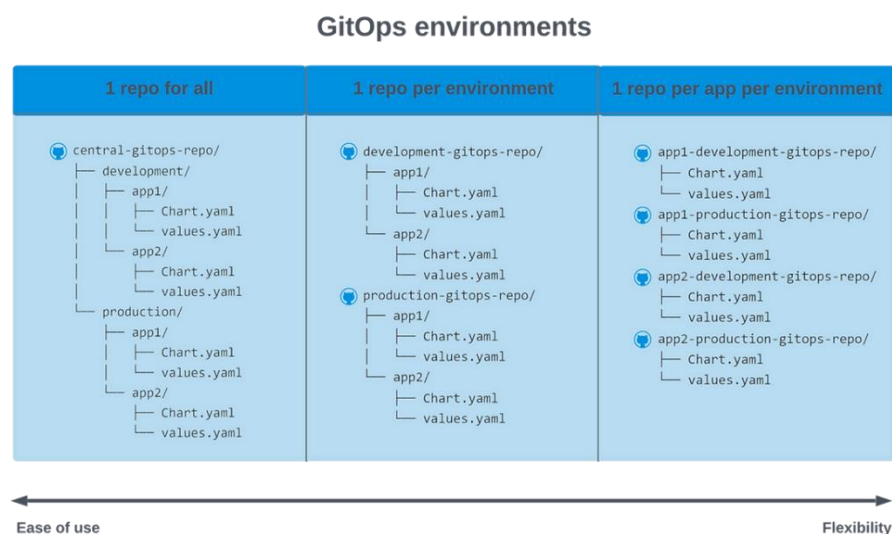 GitOps environments
1 repo for all
central-gitops-repo/
├── development/
│   ├── app1/
│   │   ├── Chart.yaml
│   │   └── values.yaml
│   └── app2/
│       ├── Chart.yaml
│       └── values.yaml
└── production/
    ├── app1/
    │   ├── Chart.yaml
    │   └── values.yaml
    └── app2/
        ├── Chart.yaml
        └── values.yaml
1 repo per environment
development-gitops-repo/
├── app1/
│   ├── Chart.yaml
│   └── values.yaml
└── app2/
    ├── Chart.yaml
    └── values.yaml
production-gitops-repo/
├── app1/
│   ├── Chart.yaml
│   └── values.yaml
└── app2/
    ├── Chart.yaml
    └── values.yaml
1 repo per app per environment
app1-development-gitops-repo/
├── Chart.yaml
└── values.yaml
app1-production-gitops-repo/
├── Chart.yaml
└── values.yaml
app2-development-gitops-repo/
├── Chart.yaml
└── values.yaml
app2-production-gitops-repo/
├── Chart.yaml
└── values.yaml
Ease of use
Flexibility